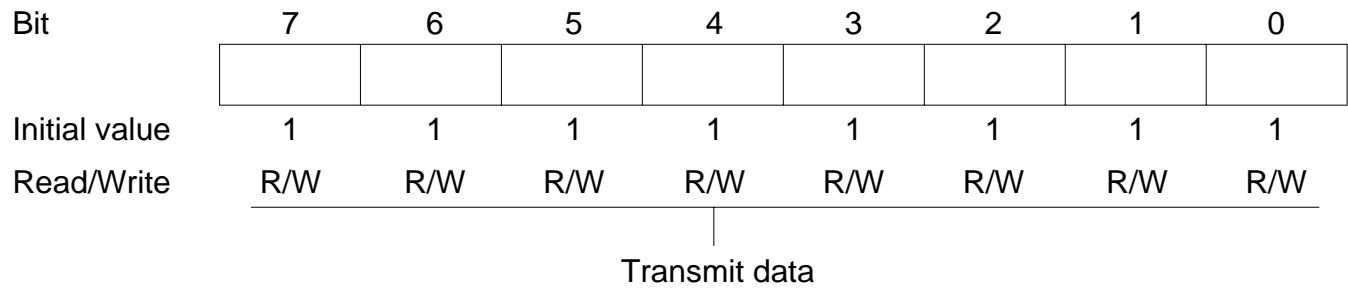 Bit 7 6 5 4 3 2 1 0
Initial value 1 1 1 1 1 1 1 1
Read/Write R/W R/W R/W R/W R/W R/W R/W R/W
Transmit data